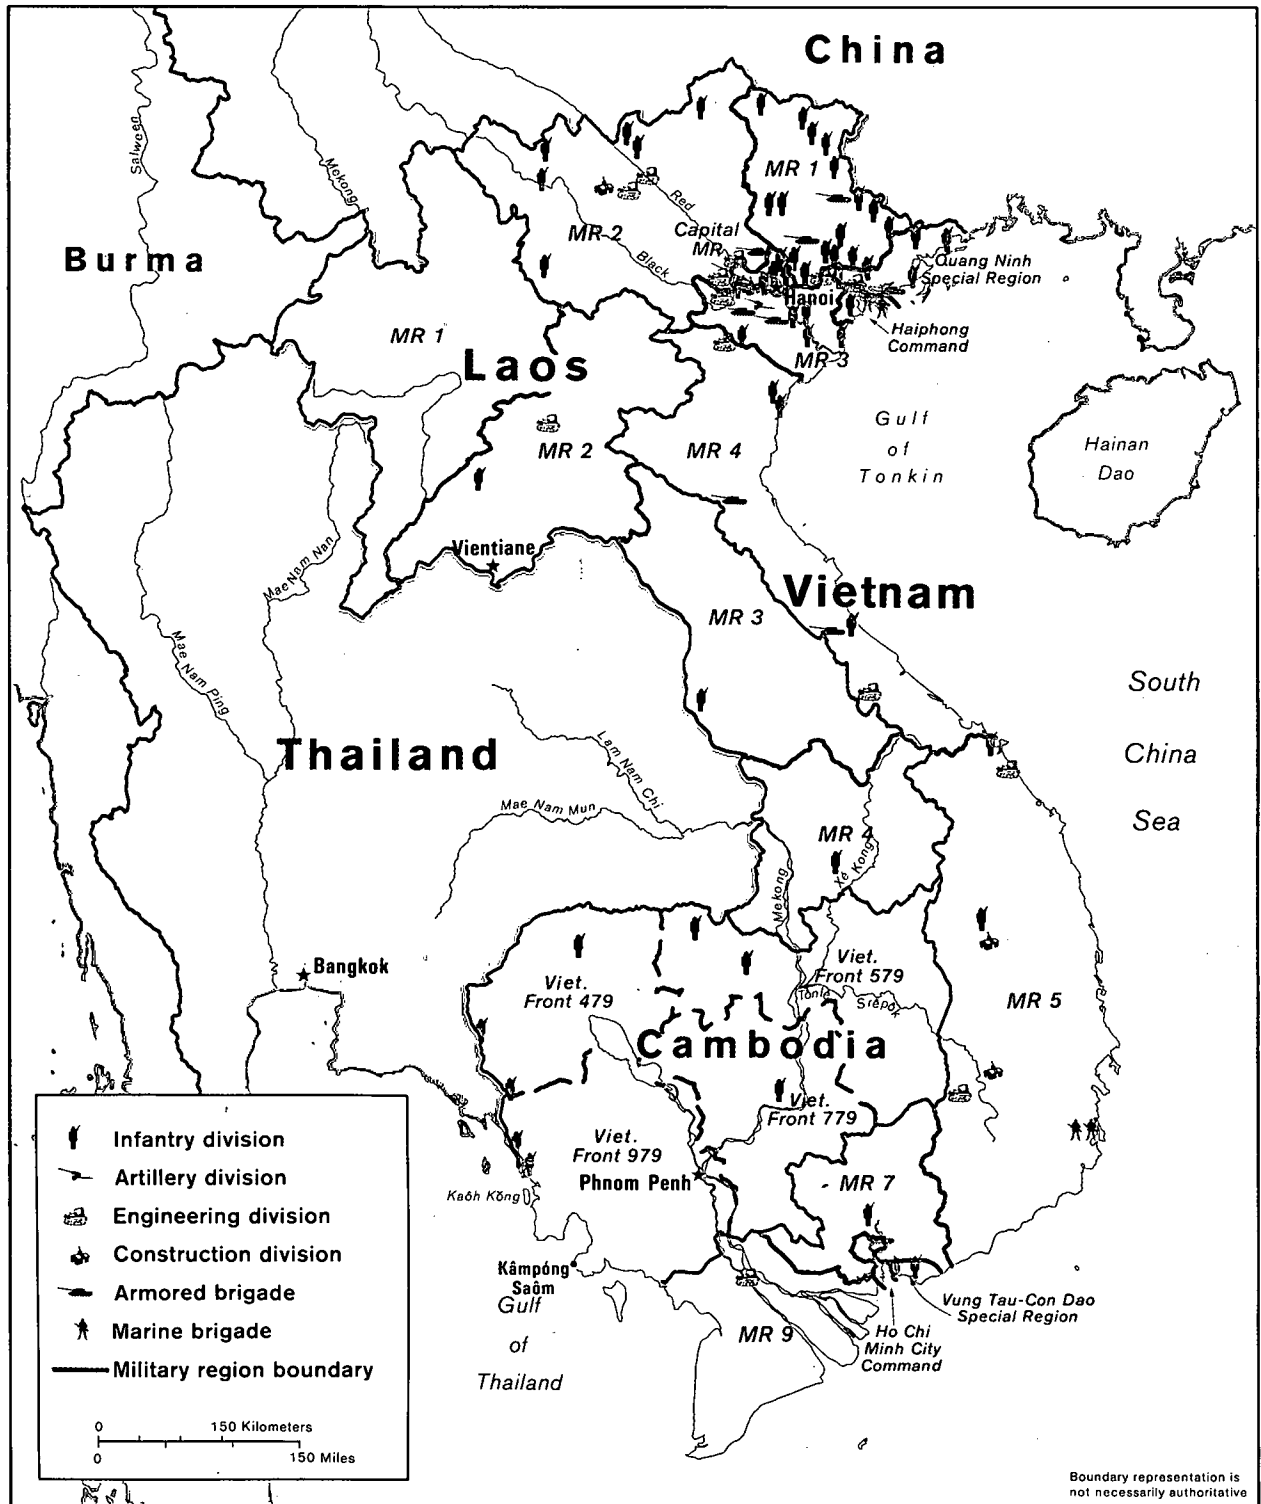 China
Salween
Mekong
MR 1
Red
Capital
MR
MR 2
Burma
Black
Quang Ninh
Special Region
Hanoi
MR 1
Haiphong
Command
Laos
MR 3
Gulf
of
Tonkin
Hainan
Dao
MR 2
MR 4
Vientiane
Mae Nam Nan
Vietnam
MR 3
Mae Nam Ping
South
China
Sea
Thailand
Lam Nam Chi
Mae Nam Mun
MR 4
Xé Kong
Mekong
Bangkok
Viet.
Front 479
Viet.
Front 579
Tonle
Srepok
MR 5
Cambodia
Viet.
Front 779
Viet.
Front 979
Phnom Penh
MR 7
Kaôh Kŏng
Kâmpóng
Saôm
Gulf
of
Thailand
MR 9
Vung Tau-Con Dao
Special Region
Ho Chi
Minh City
Command
Infantry division
Artillery division
Engineering division
Construction division
Armored brigade
Marine brigade
Military region boundary
0 150 Kilometers
0 150 Miles
Boundary representation is
not necessarily authoritative